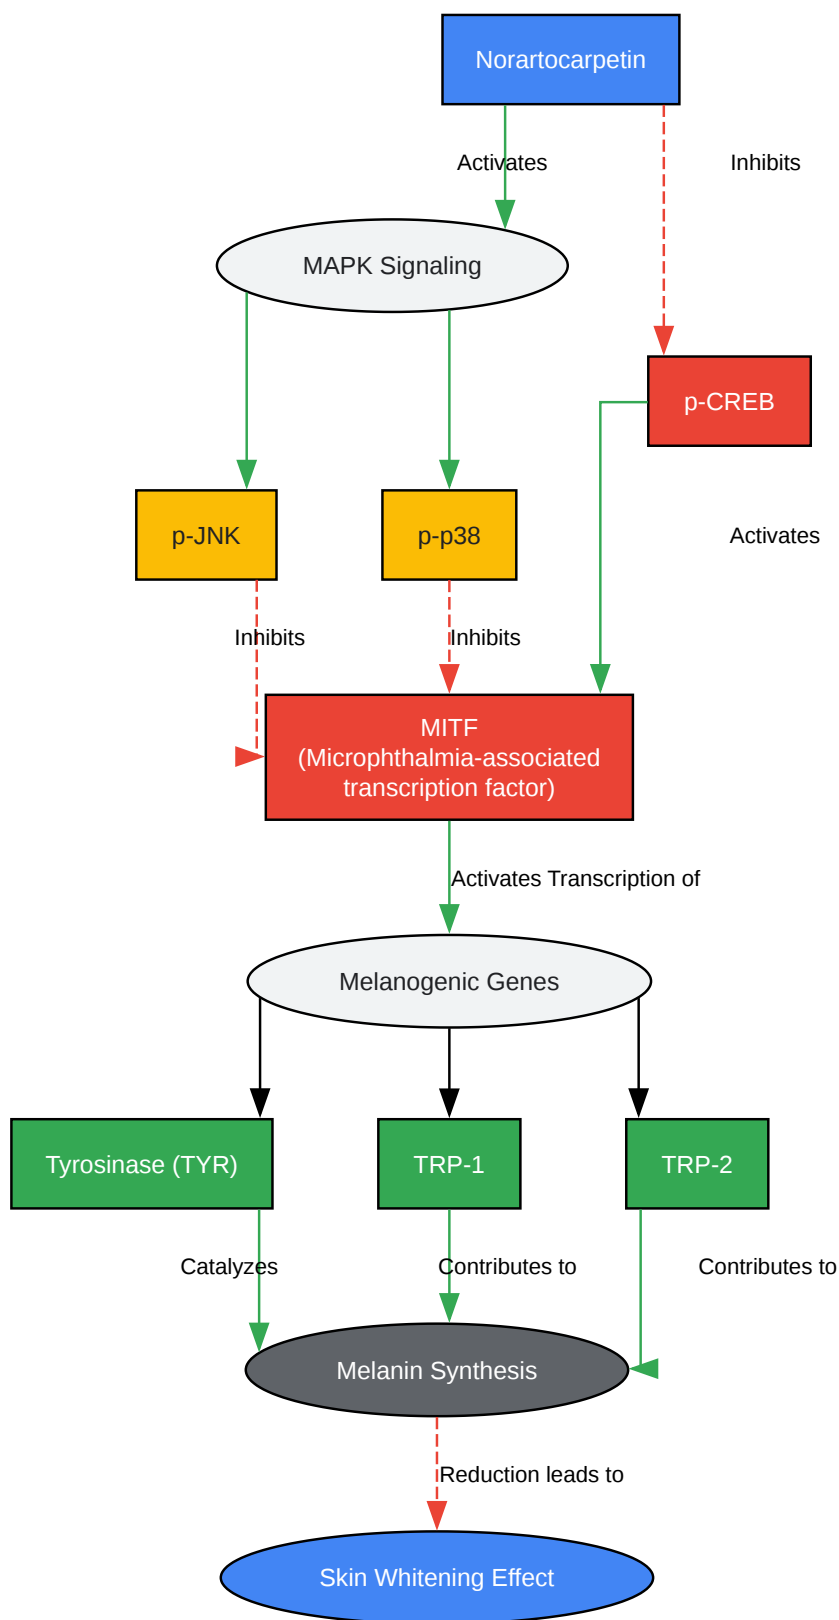 Norartocarpetin
Activates
Inhibits
MAPK Signaling
p-CREB
p-JNK
p-p38
Activates
Inhibits
Inhibits
MITF
(Microphthalmia-associated
transcription factor)
Activates Transcription of
Melanogenic Genes
Tyrosinase (TYR)
TRP-1
TRP-2
Catalyzes
Contributes to
Contributes to
Melanin Synthesis
Reduction leads to
Skin Whitening Effect